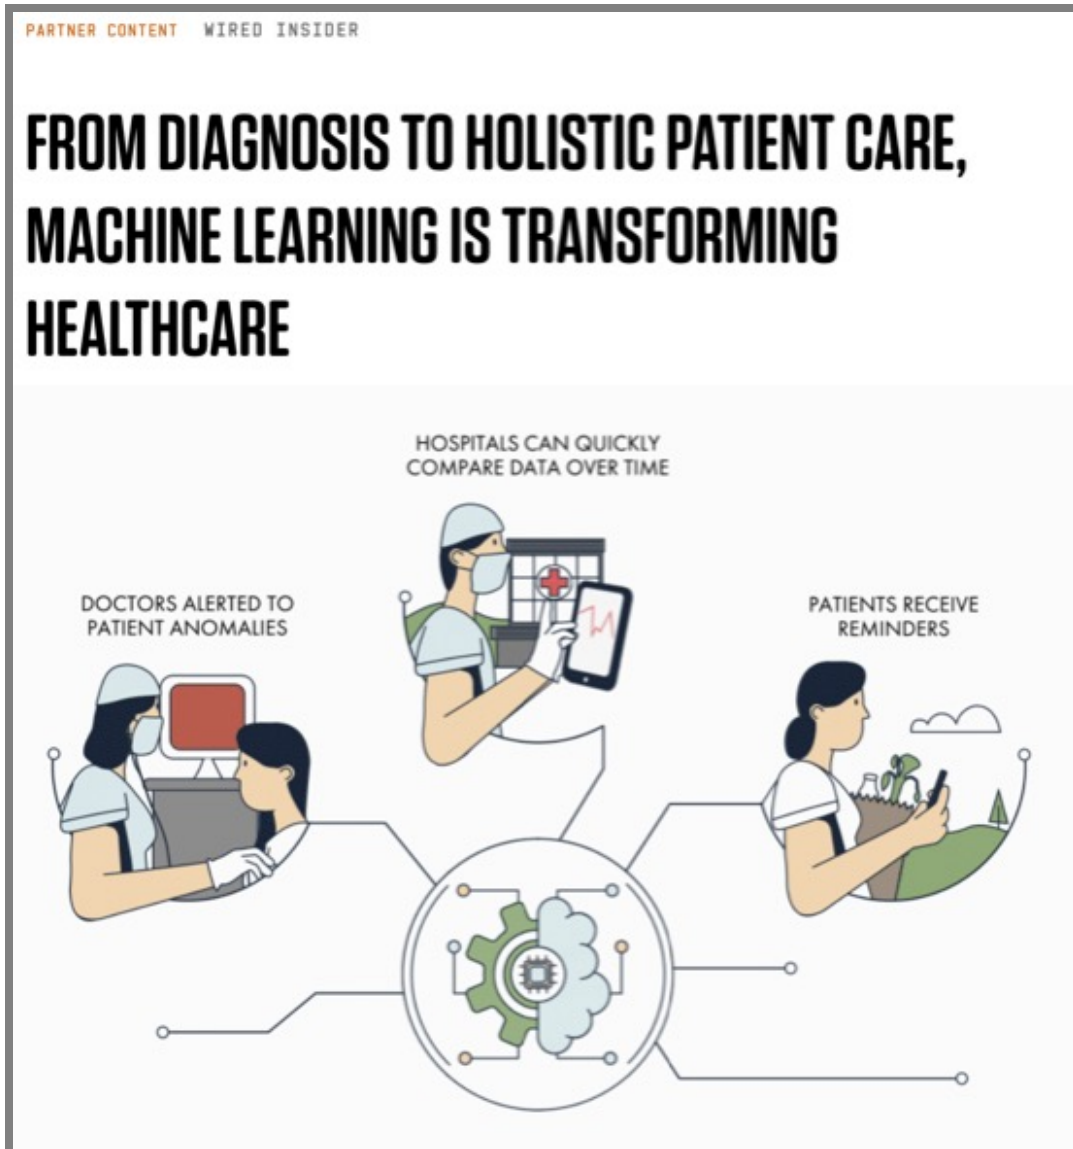 PARTNER CONTENT WIRED INSIDER
FROM DIAGNOSIS TO HOLISTIC PATIENT CARE,
MACHINE LEARNING IS TRANSFORMING
HEALTHCARE
HOSPITALS CAN QUICKLY
COMPARE DATA OVER TIME
DOCTORS ALERTED TO
PATIENT ANOMALIES
PATIENTS RECEIVE
REMINDERS